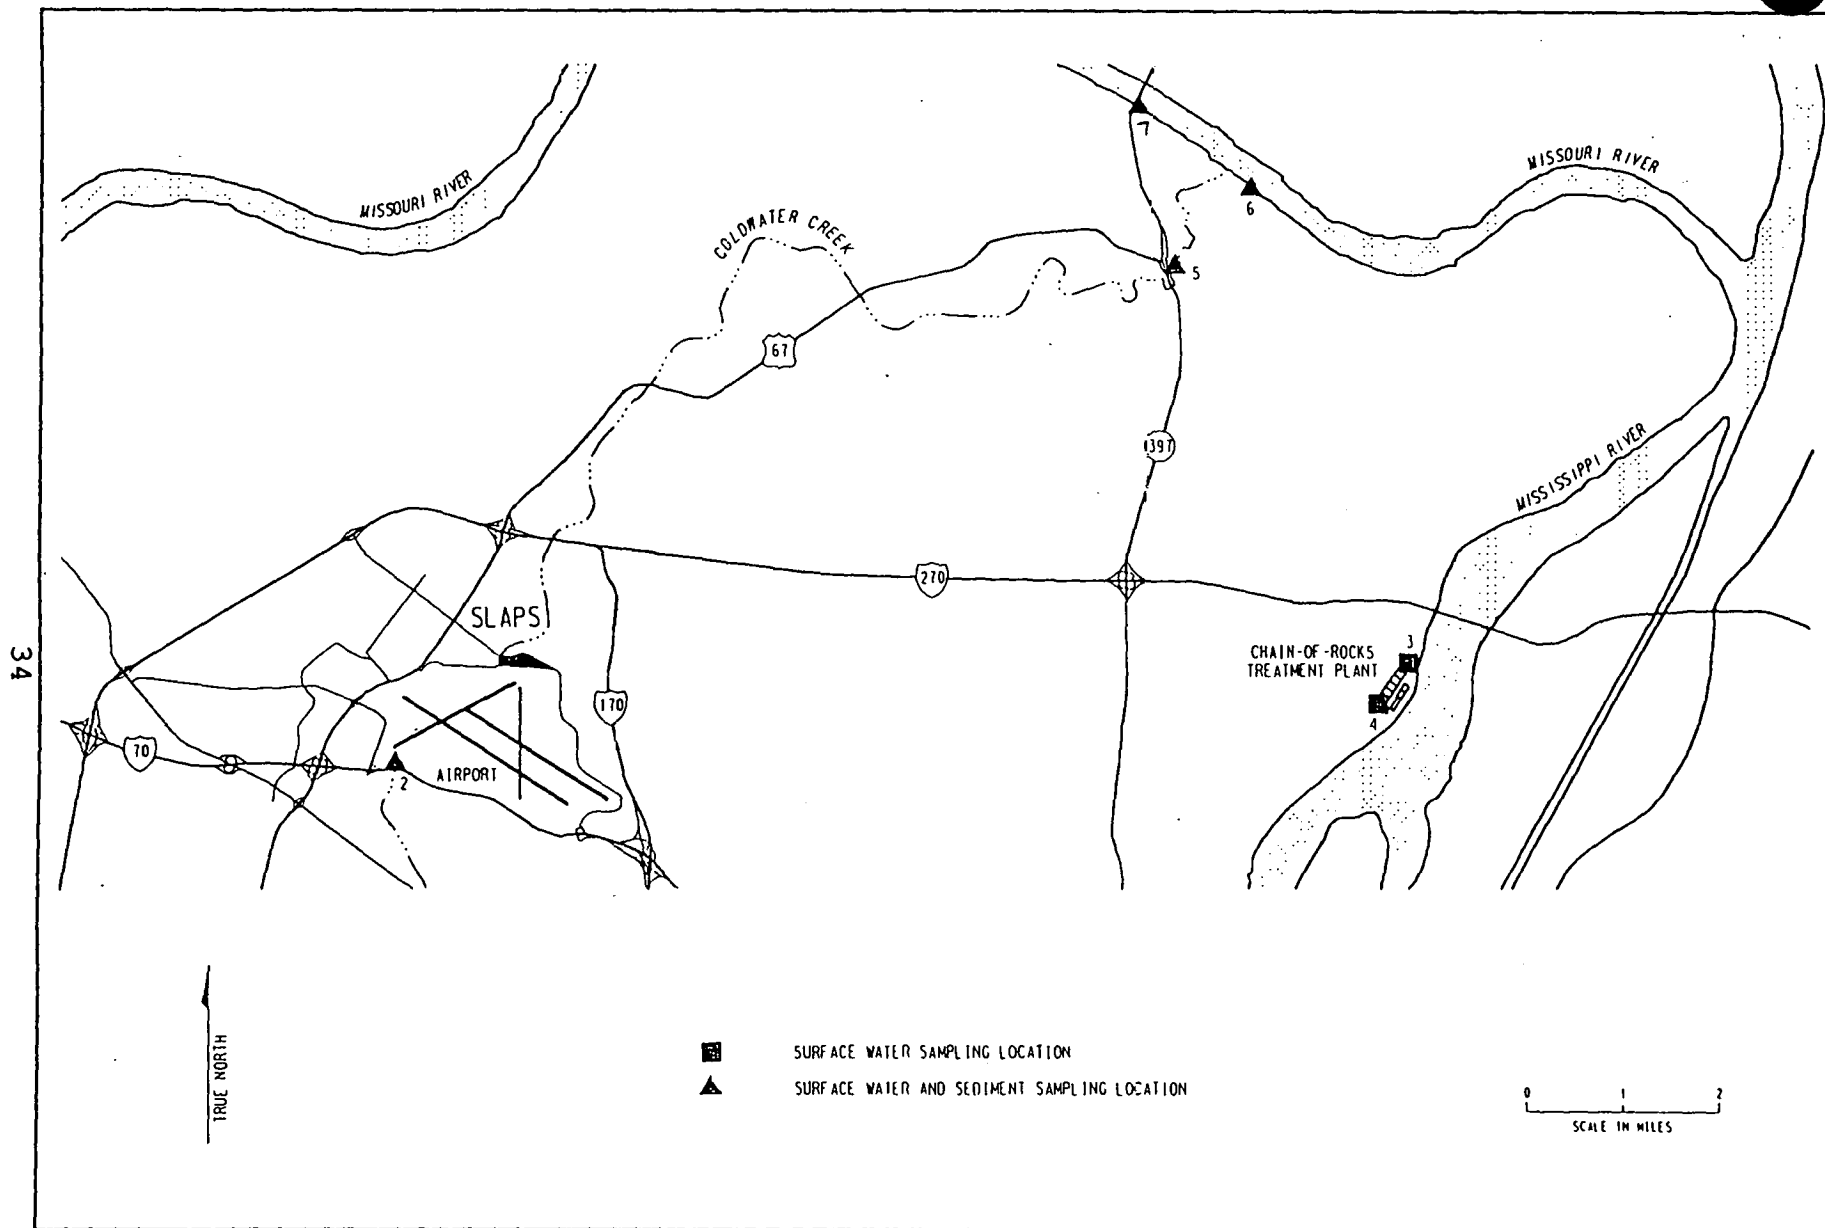 MISSOURI RIVER
COLDWATER CREEK
7
6
5
MISSOURI RIVER
67
397
MISSISSIPPI RIVER
270
SLAPS
170
70
2
AIRPORT
CHAIN-OF-ROCKS
TREATMENT PLANT
3
4
34
TRUE NORTH
SURFACE WATER SAMPLING LOCATION
SURFACE WATER AND SEDIMENT SAMPLING LOCATION
0 1 2
SCALE IN MILES